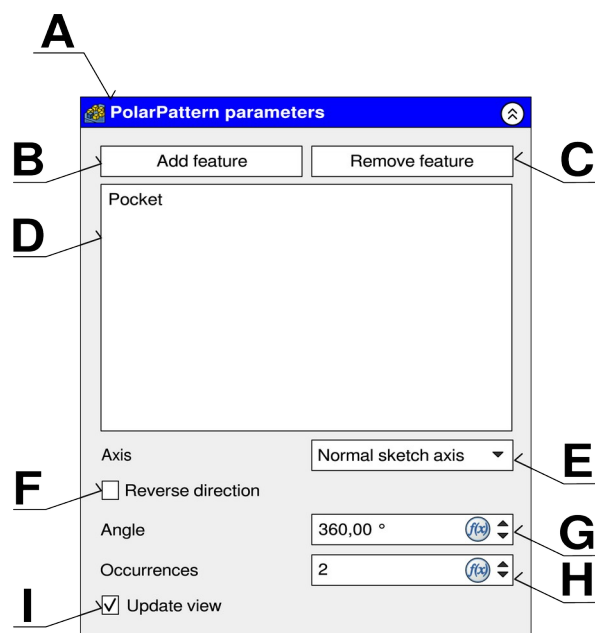 A
PolarPattern parameters
B
Add feature
Remove feature
C
Pocket
D
Axis
Normal sketch axis
E
F
Reverse direction
Angle
360,00 °
f(x)
G
Occurrences
2
f(x)
H
I
Update view